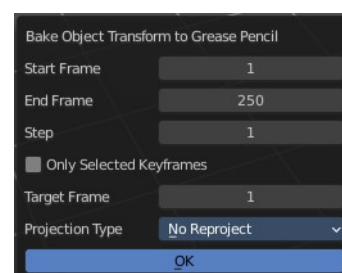 Bake Object Transform to Grease Pencil
Start Frame 1
End Frame 250
Step 1
Only Selected Keyframes
Target Frame 1
Projection Type No Reproject
OK